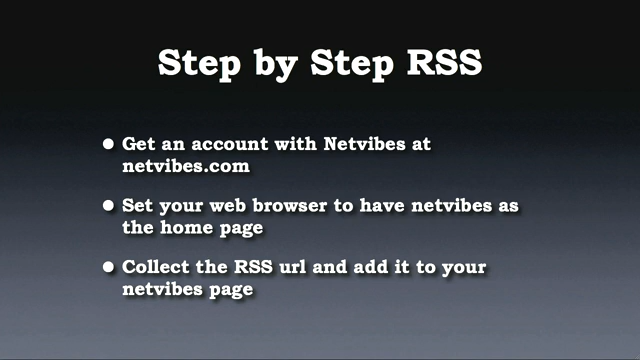 Step by Step RSS
• Get an account with Netvibes at
netvibes.com
• Set your web browser to have netvibes as
the home page
• Collect the RSS url and add it to your
netvibes page